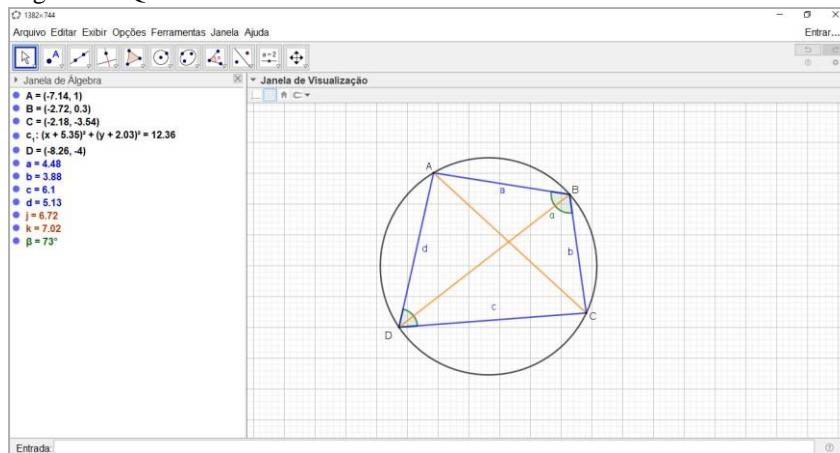 1382×744
Arquivo Editar Exibir Opções Ferramentas Janela Ajuda
Entrar...
A
a=2
Janela de Álgebra
Janela de Visualização
A = (-7.14, 1)
B = (-2.72, 0.3)
C = (-2.18, -3.54)
c₁: (x + 5.35)² + (y + 2.03)² = 12.36
D = (-8.26, -4)
a = 4.48
b = 3.88
c = 6.1
d = 5.13
j = 6.72
k = 7.02
β = 73°
A
a
B
α
d
b
c
C
D
Entrada: